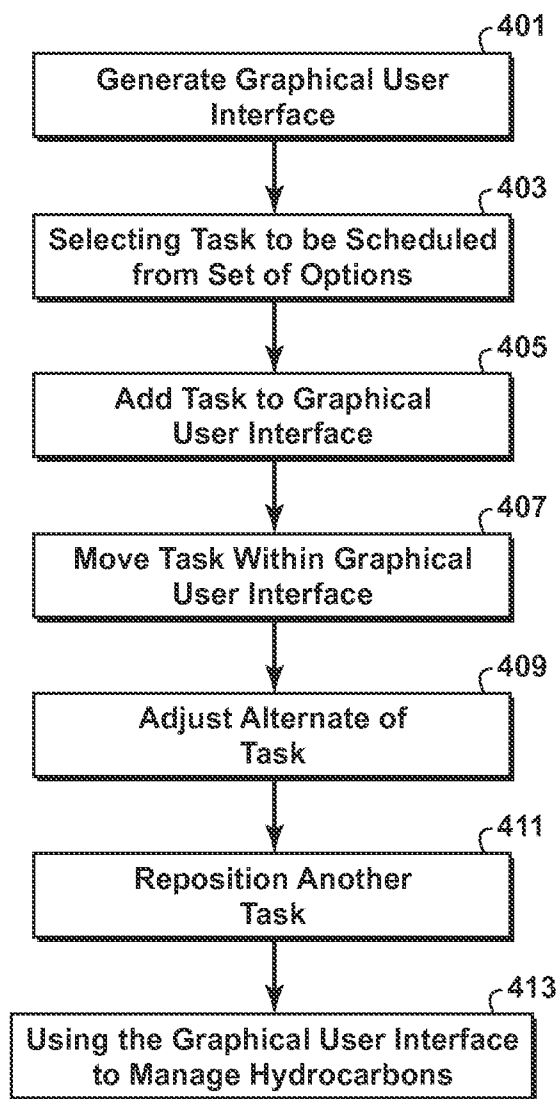 401
Generate Graphical User
Interface
403
Selecting Task to be Scheduled
from Set of Options
405
Add Task to Graphical
User Interface
407
Move Task Within Graphical
User Interface
409
Adjust Alternate of
Task
411
Reposition Another
Task
413
Using the Graphical User Interface
to Manage Hydrocarbons